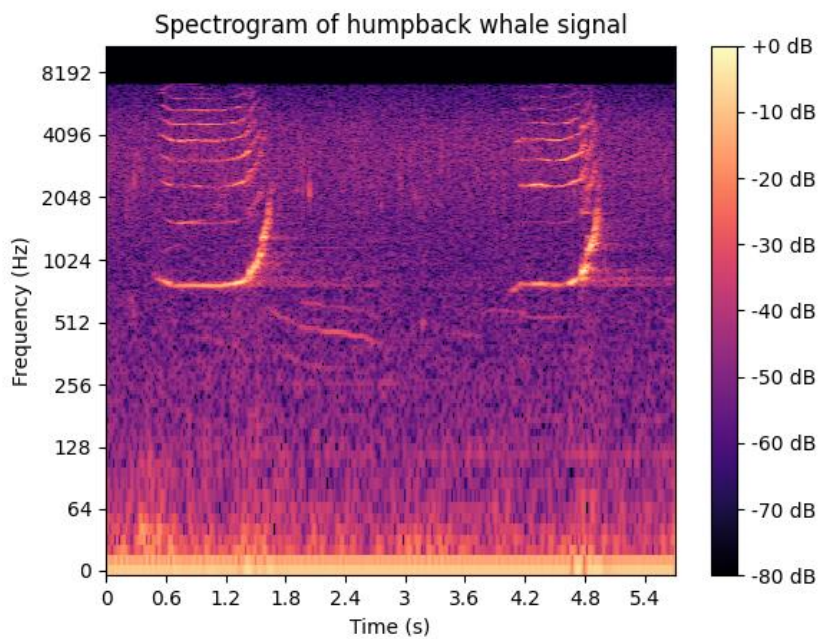 Spectrogram of humpback whale signal
Frequency (Hz)
8192
4096
2048
1024
512
256
128
64
0
0 0.6 1.2 1.8 2.4 3 3.6 4.2 4.8 5.4
Time (s)
+0 dB
-10 dB
-20 dB
-30 dB
-40 dB
-50 dB
-60 dB
-70 dB
-80 dB